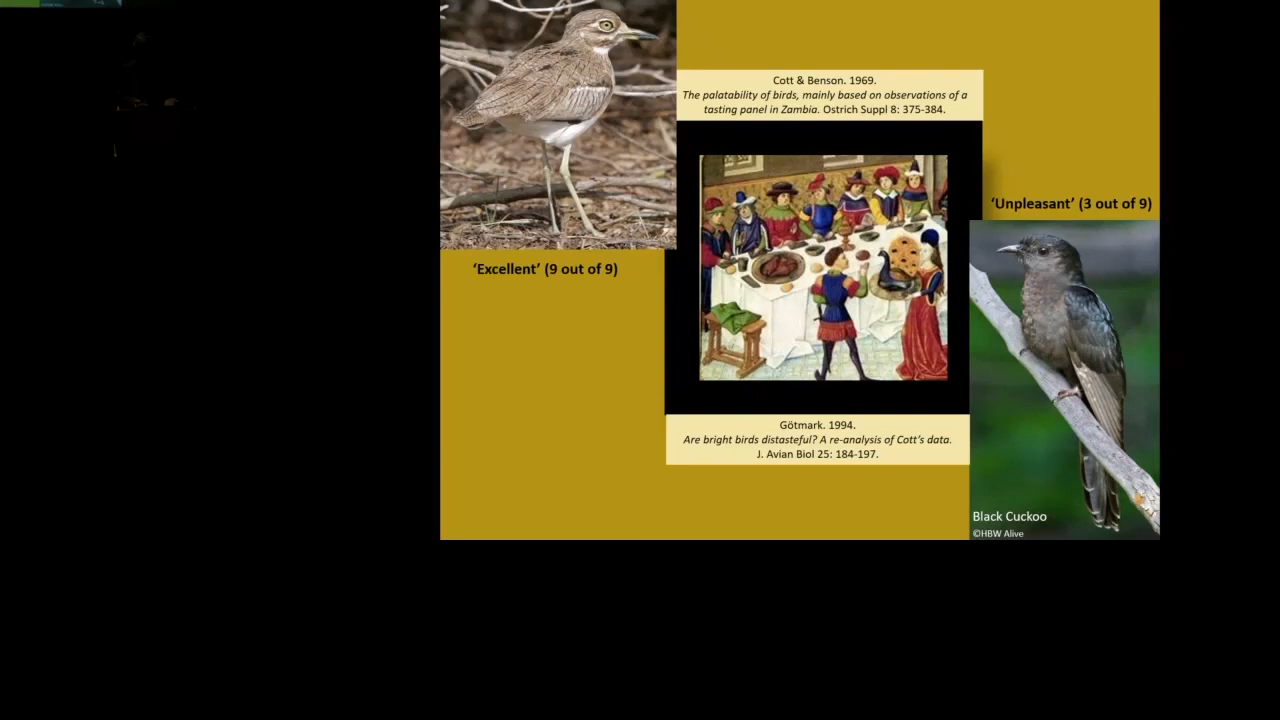 Cott & Benson. 1969.
The palatability of birds, mainly based on observations of a
tasting panel in Zambia. Ostrich Suppl 8: 375-384.
'Unpleasant' (3 out of 9)
'Excellent' (9 out of 9)
Götmark. 1994.
Are bright birds distasteful? A re-analysis of Cott's data.
J. Avian Biol 25: 184-197.
Black Cuckoo
©HBW Alive